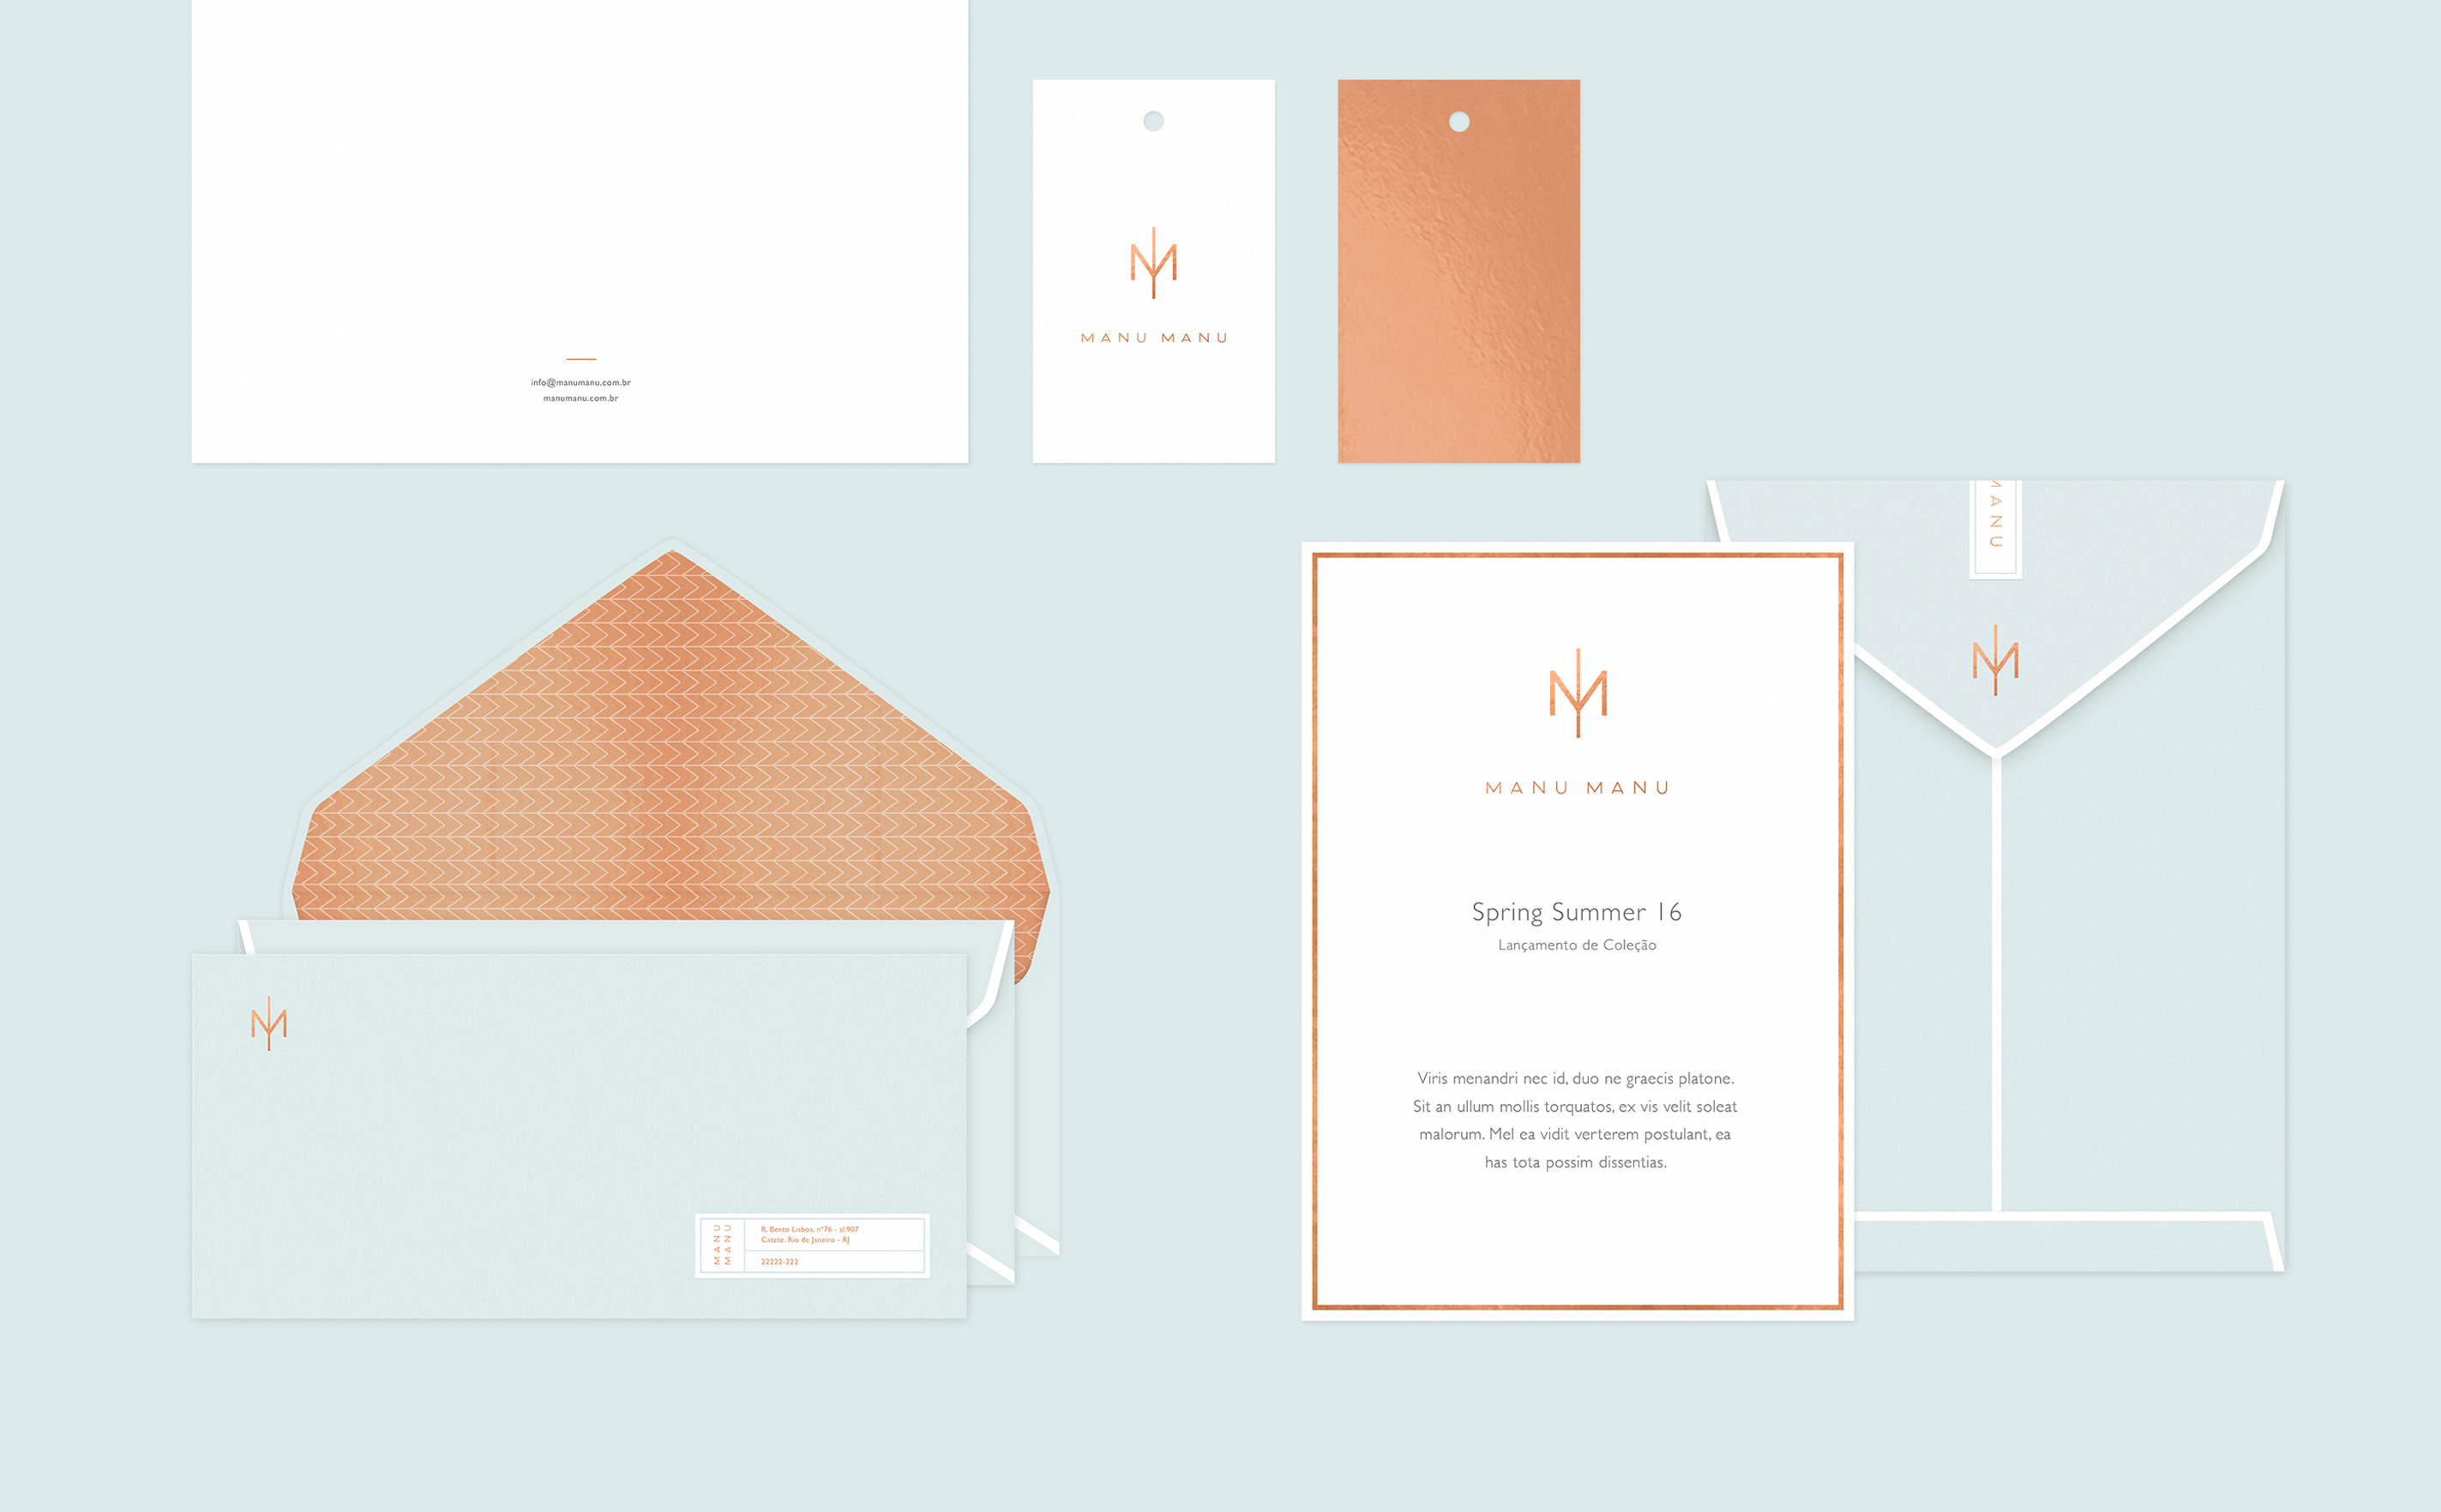 info@manumanu.com.br
manumanu.com.br
MANU MANU
MANU
MANU MANU
Spring Summer 16
Lançamento de Coleção
Viris menandri nec id, duo ne graecis platone.
Sit an ullum mollis torquatos, ex vis velit soleat
malorum. Mel ea vidit verterem postulant, ea
has tota possim dissentias.
MANU
MANU
R. Bento Lisboa, nº76 - sl.907
Catete. Rio de Janeiro - RJ
22222-222